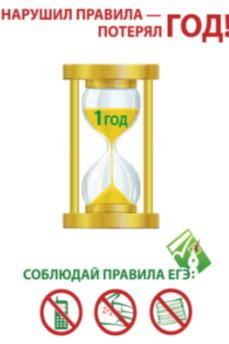 НАРУШИЛ ПРАВИЛА —
ПОТЕРЯЛ ГОД!
1 ГОД
СОБЛЮДАЙ ПРАВИЛА ЕГЭ: